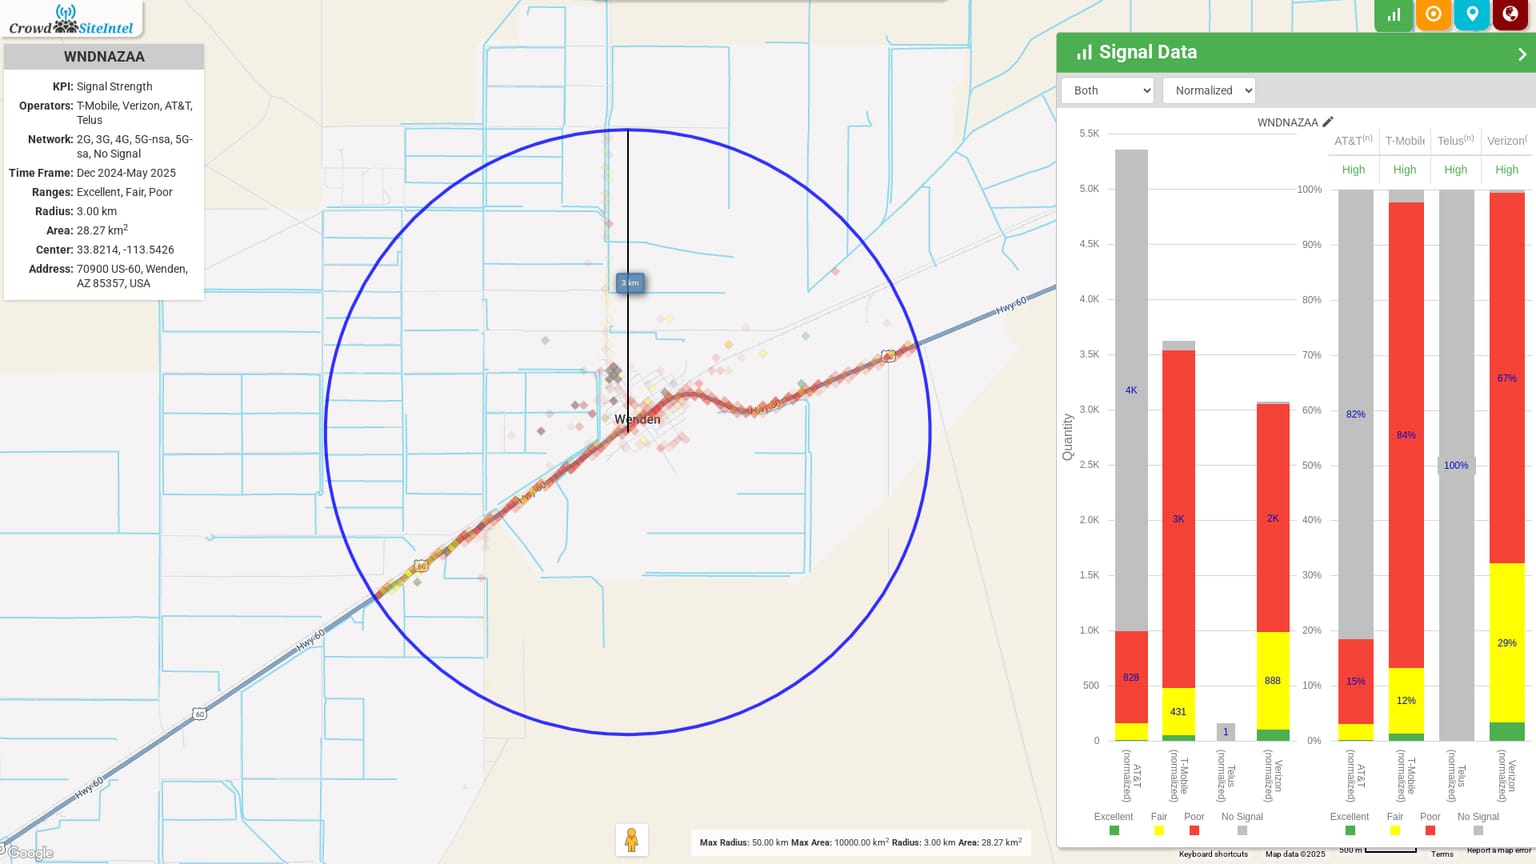 Crowd SiteIntel
WNDNAZAA
KPI: Signal Strength
Operators: T-Mobile, Verizon, AT&T,
Telus
Network: 2G, 3G, 4G, 5G-nsa, 5G-
sa, No Signal
Time Frame: Dec 2024-May 2025
Ranges: Excellent, Fair, Poor
Radius: 3.00 km
Area: 28.27 km²
Center: 33.8214, -113.5426
Address: 70900 US-60, Wenden,
AZ 85357, USA
3 km
Wenden
Hwy 60
Hwy 60
Hwy 60
Hwy 60
Hwy 60
60
60
Google
Max Radius: 50.00 km Max Area: 10000.00 km² Radius: 3.00 km Area: 28.27 km²
Signal Data
Both
Normalized
WNDNAZAA
Quantity
5.5K
5.0K
4.5K
4.0K
3.5K
3.0K
2.5K
2.0K
1.5K
1.0K
500
0
4K
828
3K
431
1
2K
888
AT&T
(normalized)
T-Mobile
(normalized)
Telus
(normalized)
Verizon
(normalized)
Excellent Fair Poor No Signal
AT&T(n) T-Mobile Telus(n) Verizon(
High High High High
100%
90%
80%
70%
60%
50%
40%
30%
20%
10%
0%
82%
15%
84%
12%
100%
67%
29%
AT&T
(normalized)
T-Mobile
(normalized)
Telus
(normalized)
Verizon
(normalized)
Excellent Fair Poor No Signal
500 m
Keyboard shortcuts Map data ©2025 Terms Report a map error